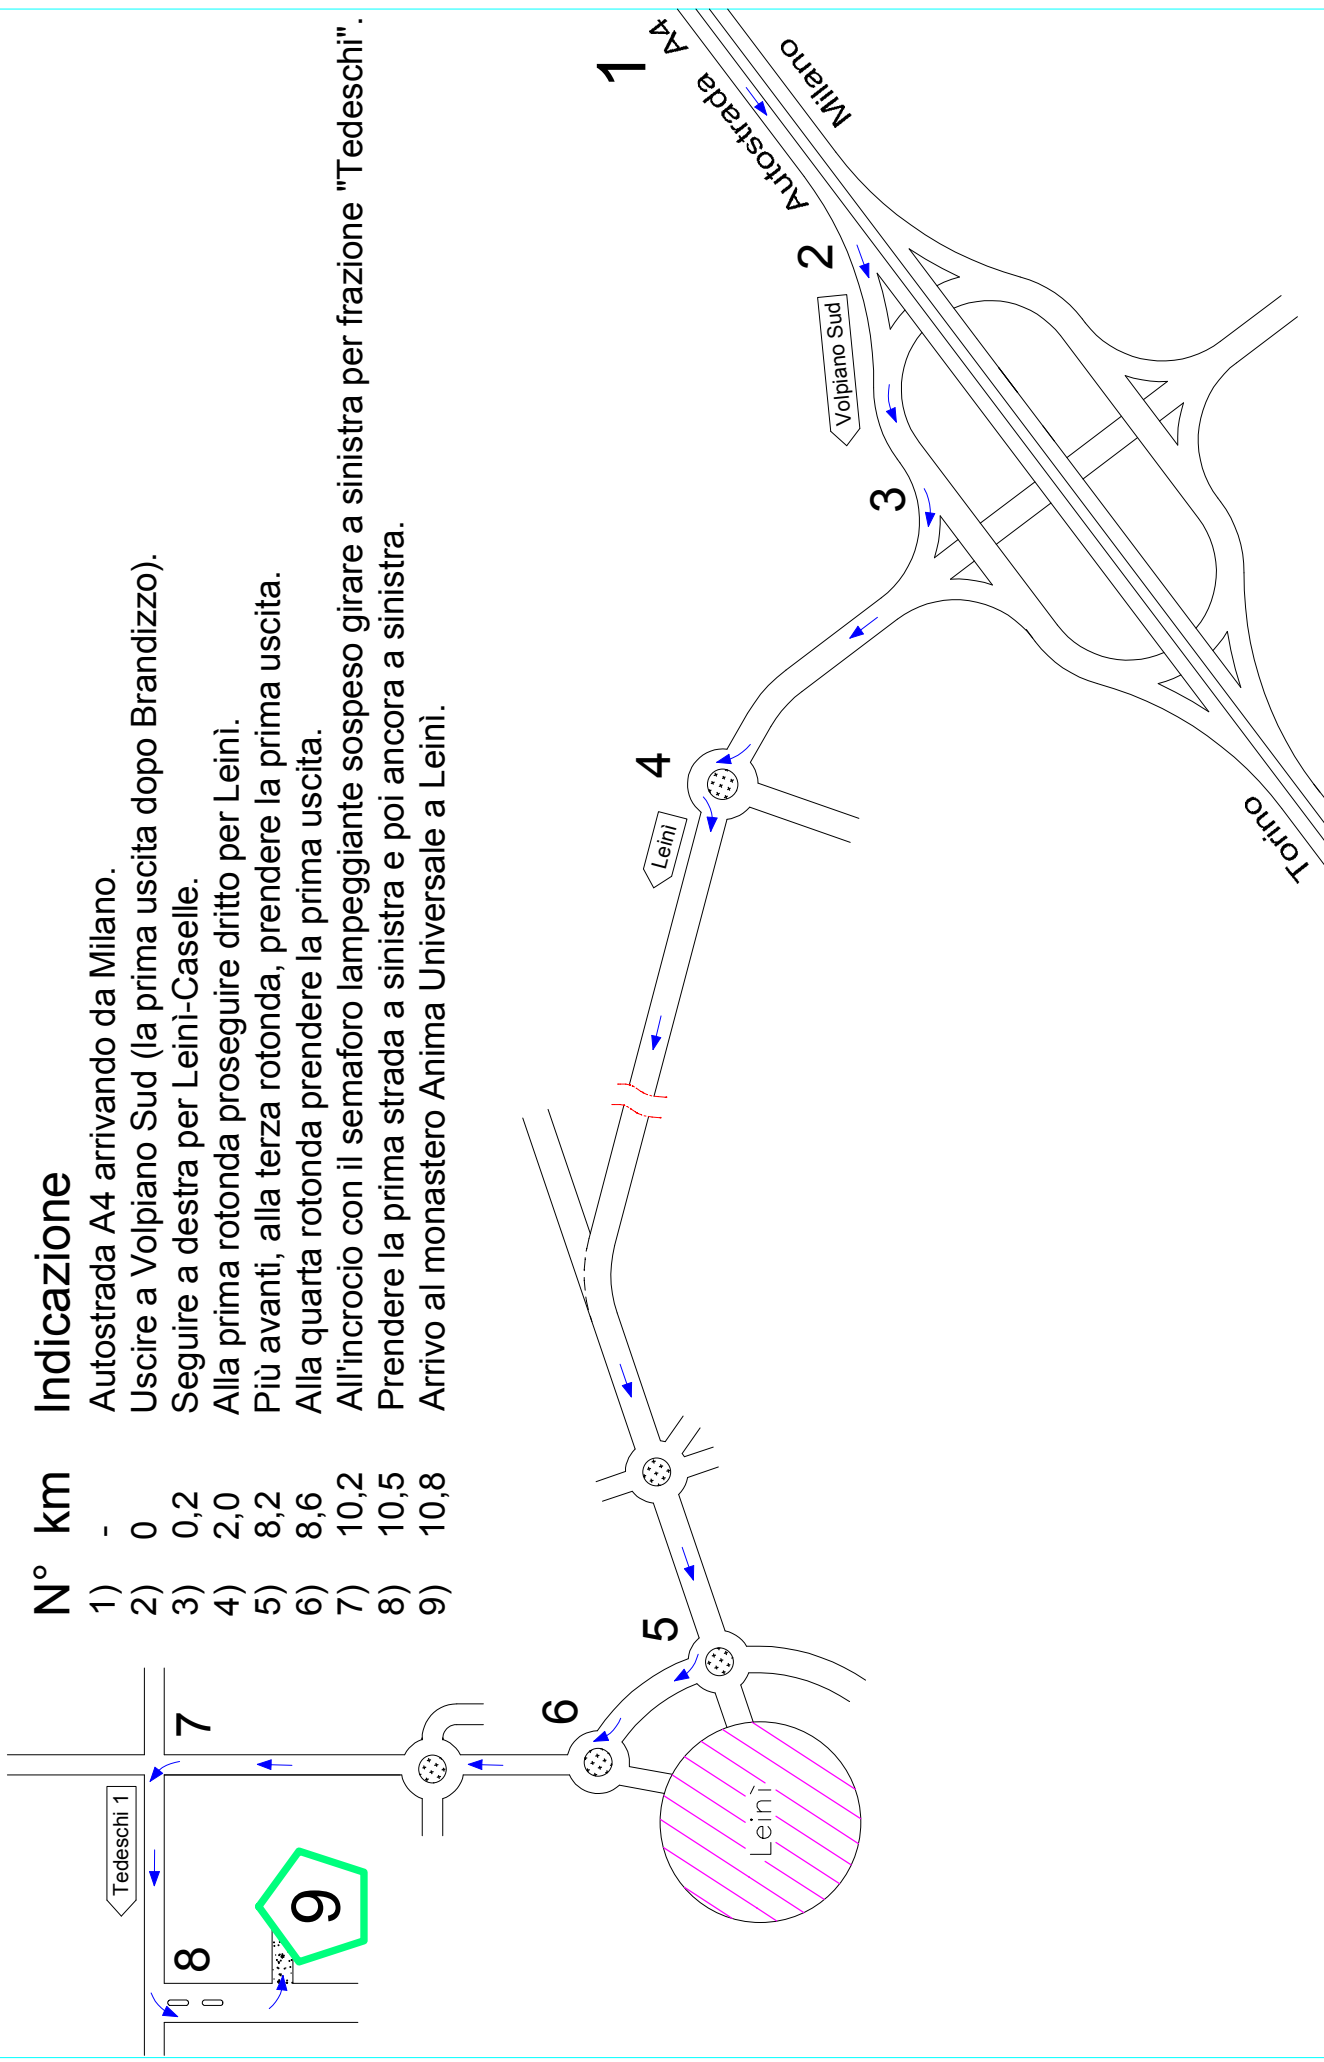 N° km Indicazione
1) - Autostrada A4 arrivando da Milano.
2) 0 Uscire a Volpiano Sud (la prima uscita dopo Brandizzo).
3) 0,2 Seguire a destra per Leinì-Caselle.
4) 2,0 Alla prima rotonda proseguire dritto per Leinì.
5) 8,2 Più avanti, alla terza rotonda, prendere la prima uscita.
6) 8,6 Alla quarta rotonda prendere la prima uscita.
7) 10,2 All'incrocio con il semaforo lampeggiante sospeso girare a sinistra per frazione "Tedeschi".
8) 10,5 Prendere la prima strada a sinistra e poi ancora a sinistra.
9) 10,8 Arrivo al monastero Anima Universale a Leinì.
1
Autostrada A4
Milano
2
Volpiano Sud
3
4
Leinì
Torino
5
6
7
Tedeschi 1
8
9
Leinì